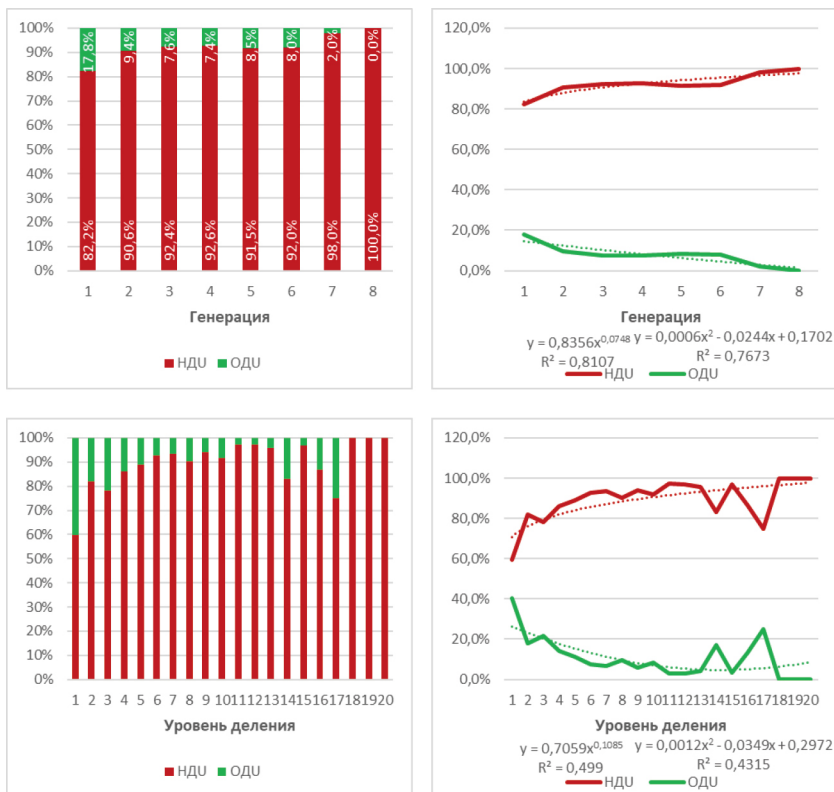 100%
90%
80%
70%
60%
50%
40%
30%
20%
10%
0%
17,8% 9,4% 7,6% 7,4% 8,5% 8,0% 2,0% 0,0%
82,2% 90,6% 92,4% 92,6% 91,5% 92,0% 98,0% 100,0%
1 2 3 4 5 6 7 8
Генерация
НДU ОДU
120,0%
100,0%
80,0%
60,0%
40,0%
20,0%
0,0%
1 2 3 4 5 6 7 8
Генерация
y = 0,8356x^0,0748 y = 0,0006x² - 0,0244x + 0,1702
R² = 0,8107 R² = 0,7673
НДU ОДU
100%
90%
80%
70%
60%
50%
40%
30%
20%
10%
0%
1 2 3 4 5 6 7 8 9 10 11 12 13 14 15 16 17 18 19 20
Уровень деления
НДU ОДU
120,0%
100,0%
80,0%
60,0%
40,0%
20,0%
0,0%
1 2 3 4 5 6 7 8 9 10 11 12 13 14 15 16 17 18 19 20
Уровень деления
y = 0,7059x^0,1085 y = 0,0012x² - 0,0349x + 0,2972
R² = 0,499 R² = 0,4315
НДU ОДU